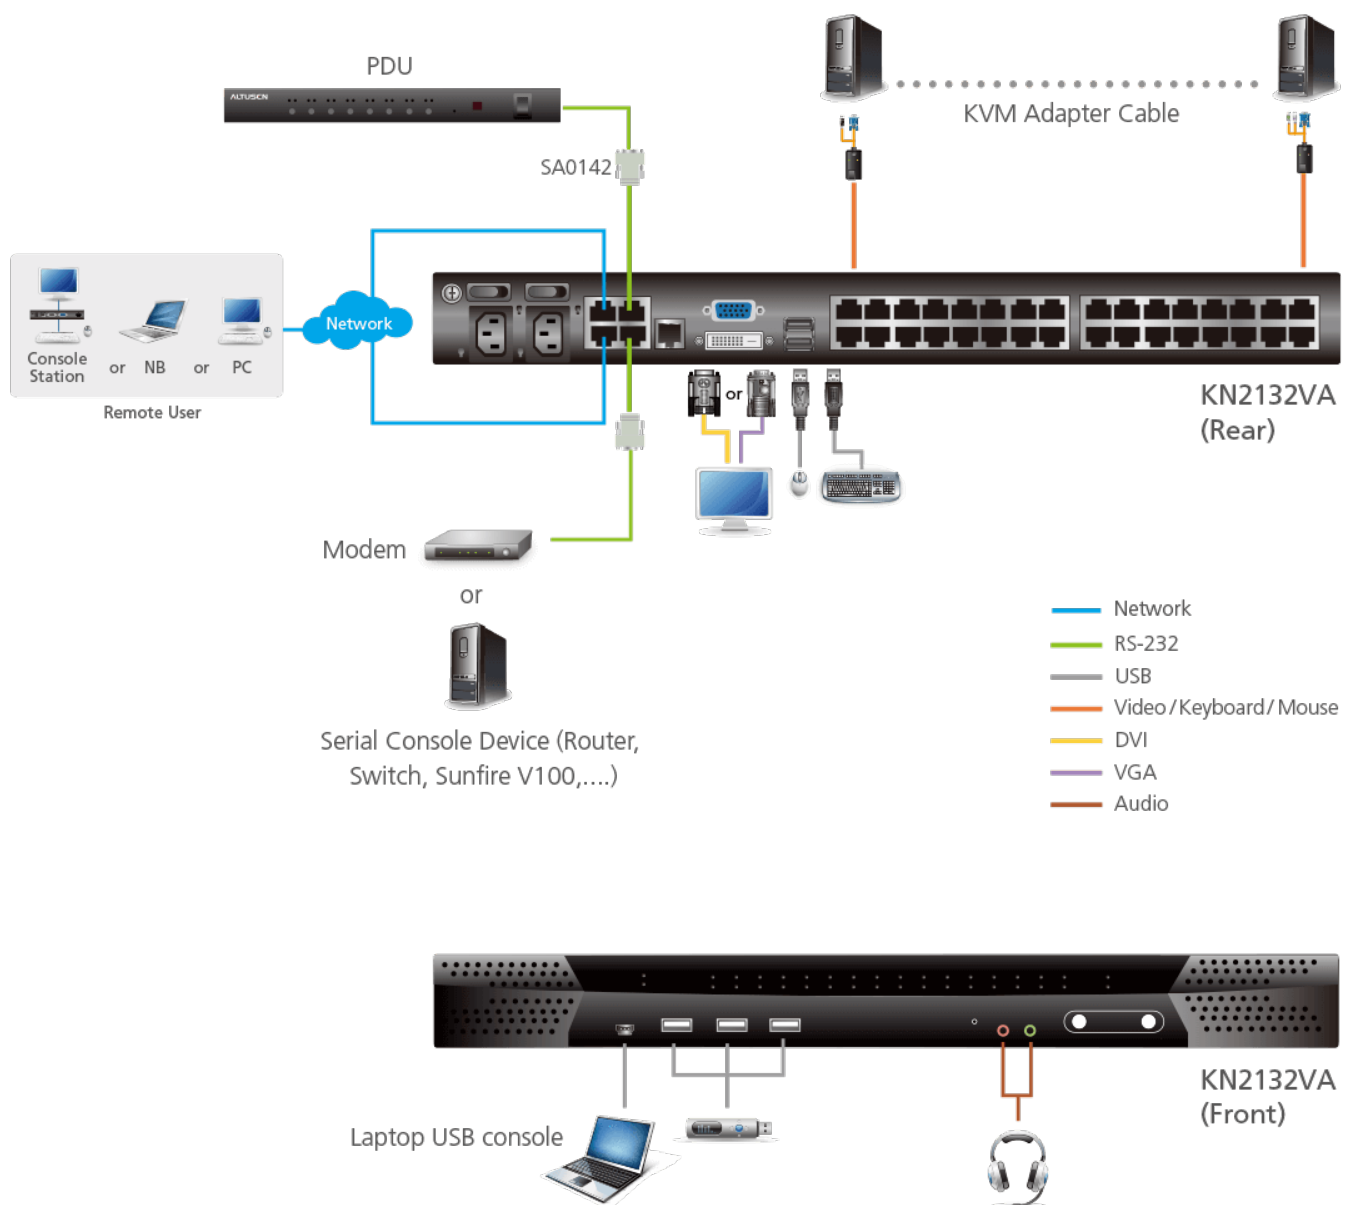 PDU
ALTUSCN
KVM Adapter Cable
SA0142
Network
Console
Station
or
NB
or
PC
Remote User
or
KN2132VA
(Rear)
Modem
or
Serial Console Device (Router,
Switch, Sunfire V100,....)
Network
RS-232
USB
Video/Keyboard/Mouse
DVI
VGA
Audio
KN2132VA
(Front)
Laptop USB console